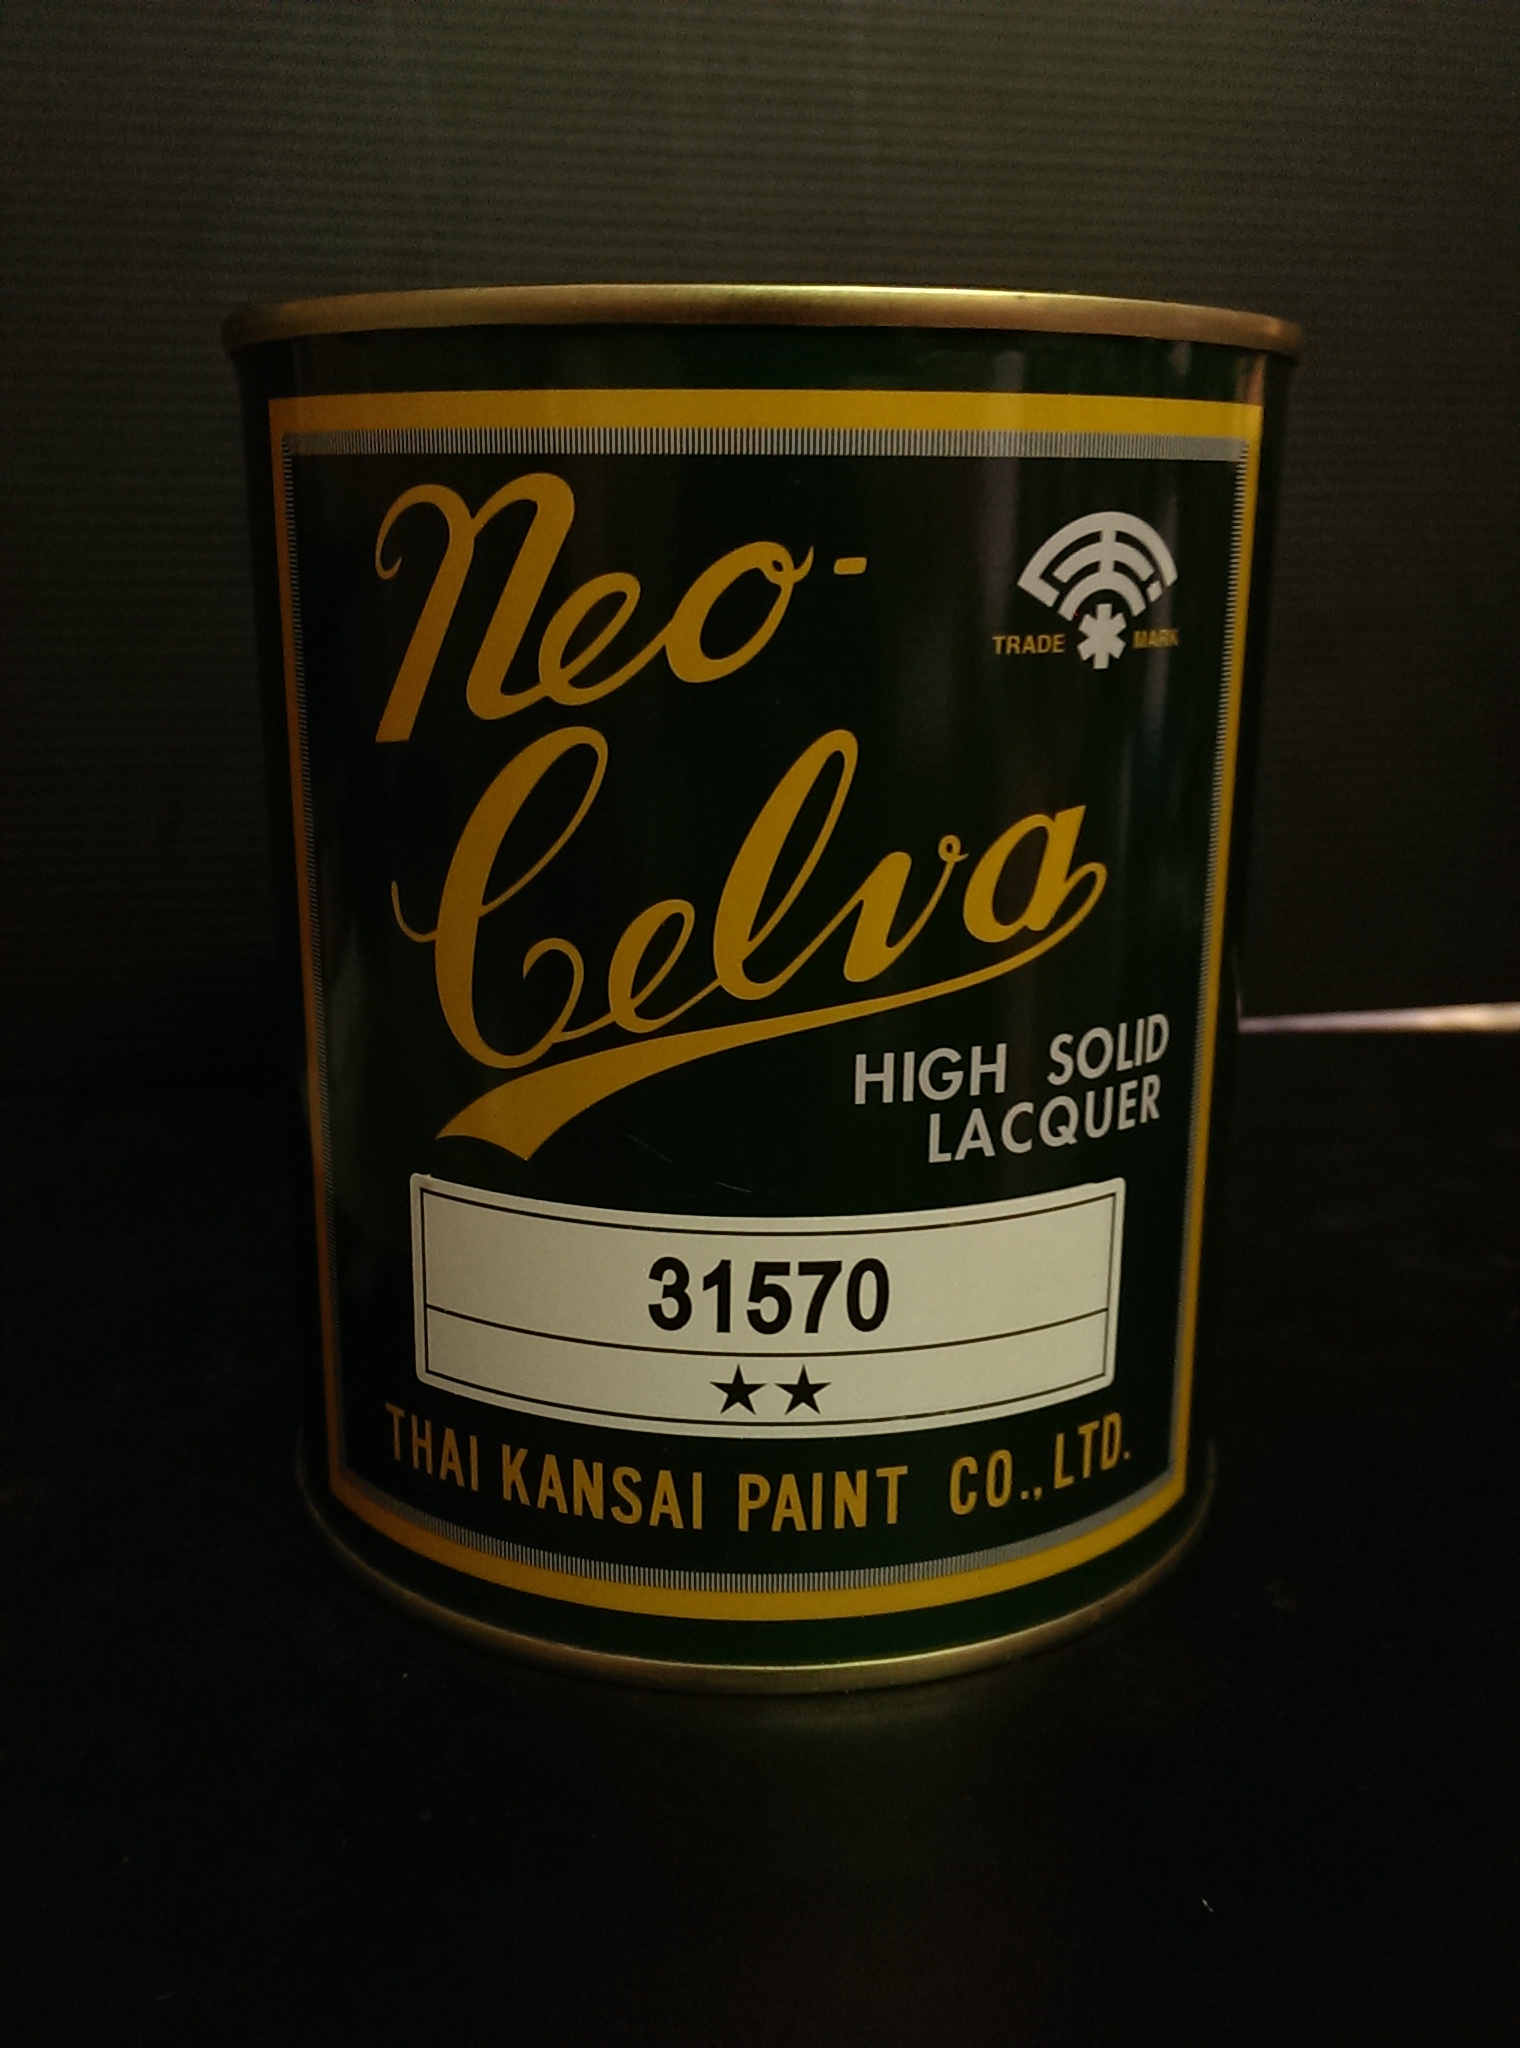 Neo-
Celva
TRADE MARK
HIGH SOLID
LACQUER
31570
★★
THAI KANSAI PAINT CO., LTD.